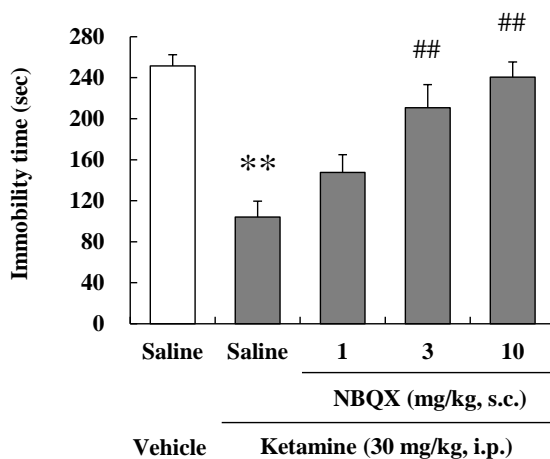 ##
280
##
240
200
160
**
120
80
40
0
Immobility time (sec)
Saline Saline 1 3 10
NBQX (mg/kg, s.c.)
Vehicle Ketamine (30 mg/kg, i.p.)